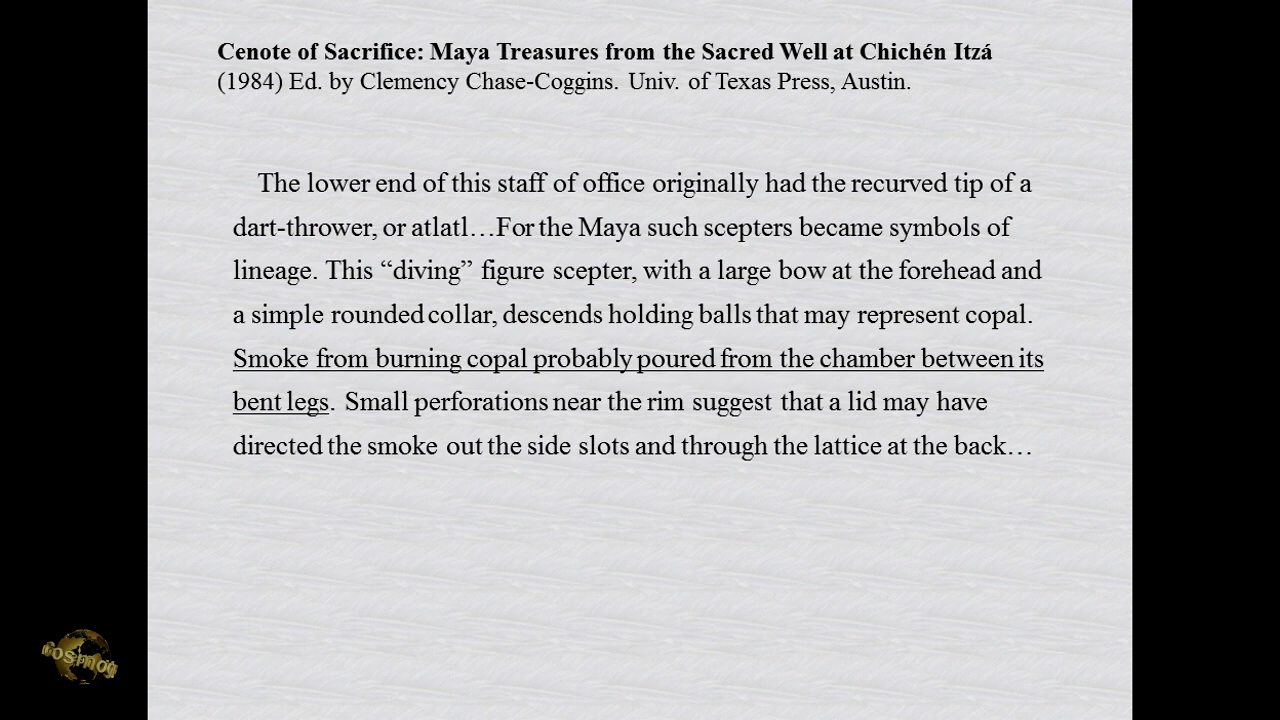 Cenote of Sacrifice: Maya Treasures from the Sacred Well at Chichén Itzá
(1984) Ed. by Clemency Chase-Coggins. Univ. of Texas Press, Austin.
The lower end of this staff of office originally had the recurved tip of a
dart-thrower, or atlatl…For the Maya such scepters became symbols of
lineage. This “diving” figure scepter, with a large bow at the forehead and
a simple rounded collar, descends holding balls that may represent copal.
Smoke from burning copal probably poured from the chamber between its
bent legs. Small perforations near the rim suggest that a lid may have
directed the smoke out the side slots and through the lattice at the back…